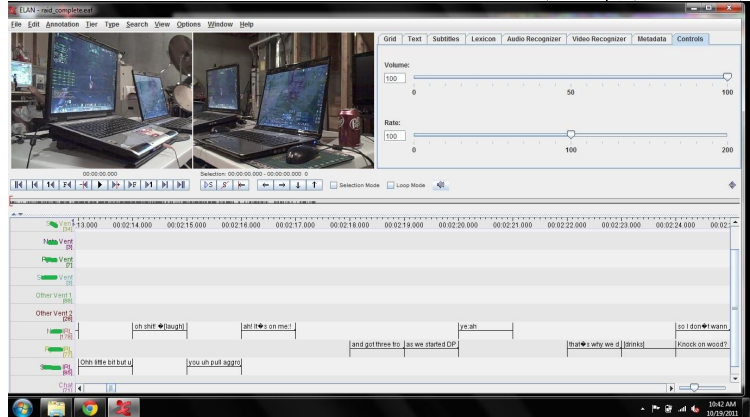 ELAN - raid_complete.eaf
File Edit Annotation Tier Type Search View Options Window Help
Grid Text Subtitles Lexicon Audio Recognizer Video Recognizer Metadata Controls
Volume:
100
0 50 100
Rate:
100
0 100 200
00:00:00.000
Selection: 00:00:00.000 - 00:00:00.000 0
Selection Mode Loop Mode
13.000 00:02:14.000 00:02:15.000 00:02:16.000 00:02:17.000 00:02:18.000 00:02:19.000 00:02:20.000 00:02:21.000 00:02:22.000 00:02:23.000 00:02:24.000 00:02:
Vent
Vent
Vent
Vent
Other Vent 1
Other Vent 2
oh shit! �[laugh] ah! It�s on me:! ye:ah so I don�t wann
and got three fro as we started DP that�s why we d [drinks] Knock on wood?
Ohh little bit but u you uh pull aggro
Chat
10:42 AM
10/19/2011